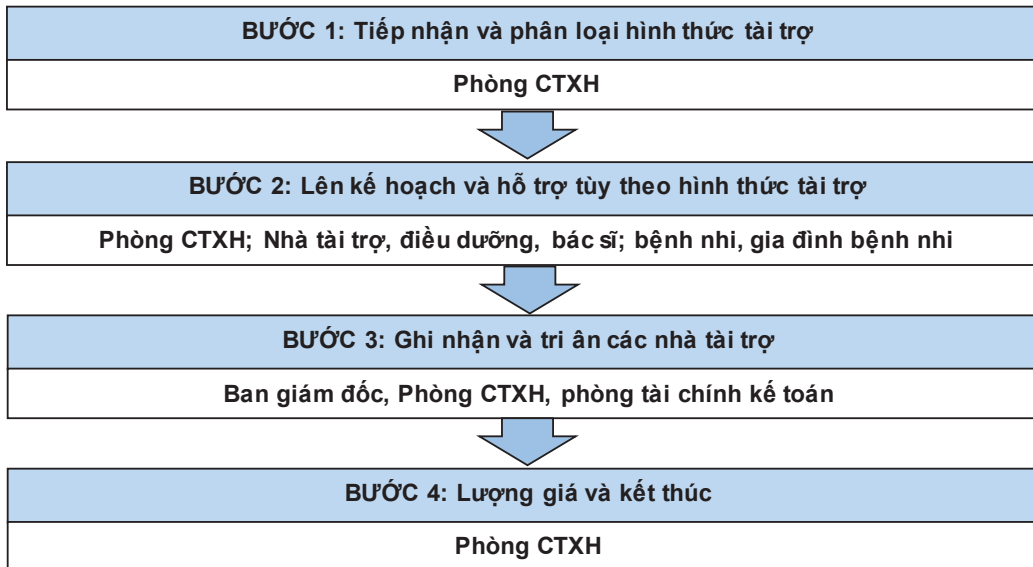 BƯỚC 1: Tiếp nhận và phân loại hình thức tài trợ
Phòng CTXH
BƯỚC 2: Lên kế hoạch và hỗ trợ tùy theo hình thức tài trợ
Phòng CTXH; Nhà tài trợ, điều dưỡng, bác sĩ; bệnh nhi, gia đình bệnh nhi
BƯỚC 3: Ghi nhận và tri ân các nhà tài trợ
Ban giám đốc, Phòng CTXH, phòng tài chính kế toán
BƯỚC 4: Lượng giá và kết thúc
Phòng CTXH